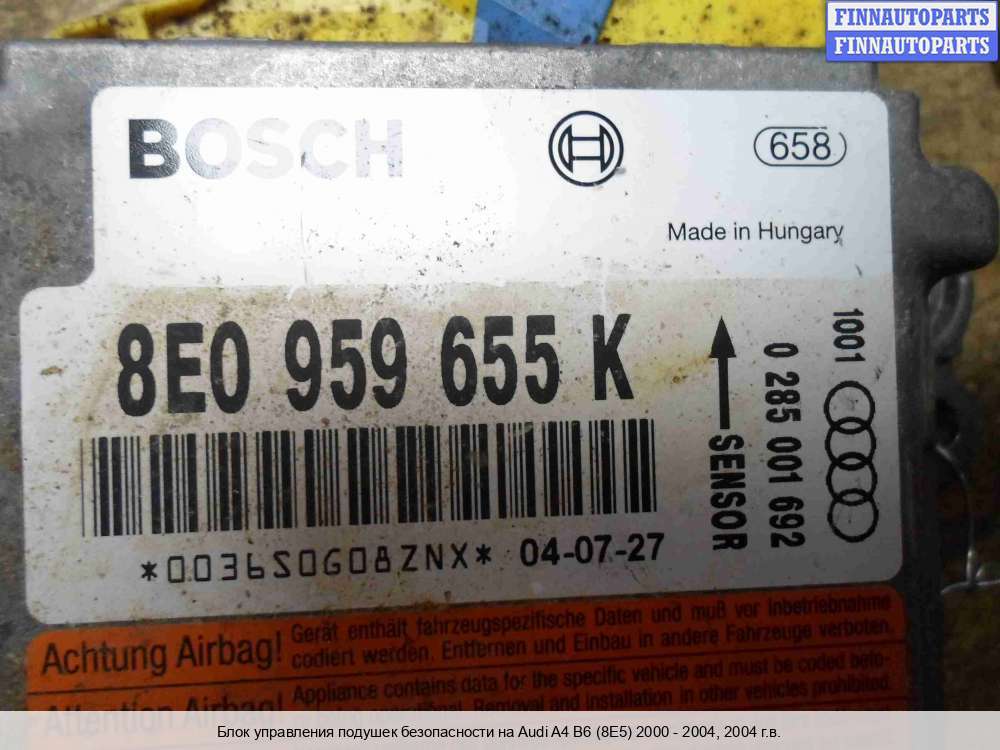 FINNAUTOPARTS
FINNAUTOPARTS
BOSCH
658
Made in Hungary
8E0 959 655 K
SENSOR
0 285 001 692
1001
*0036S0G08ZNX* 04-07-27
Achtung Airbag! Gerät enthält fahrzeugspezifische Daten und muß vor Inbetriebnahme
codiert werden. Entfernen und Einbau in andere Fahrzeuge verboten.
Attention Airbag! Appliance contains data for the specific vehicle and must be coded befo-
Removal and installation in other vehicles prohibited.
Блок управления подушек безопасности на Audi A4 B6 (8E5) 2000 - 2004, 2004 г.в.